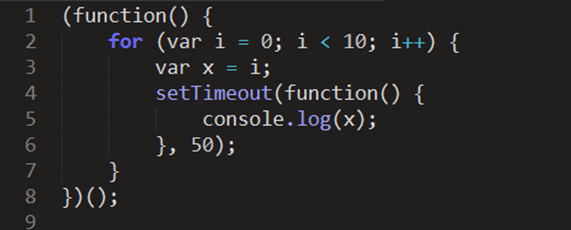 1 (function() {
2     for (var i = 0; i < 10; i++) {
3         var x = i;
4         setTimeout(function() {
5             console.log(x);
6         }, 50);
7     }
8 })();
9